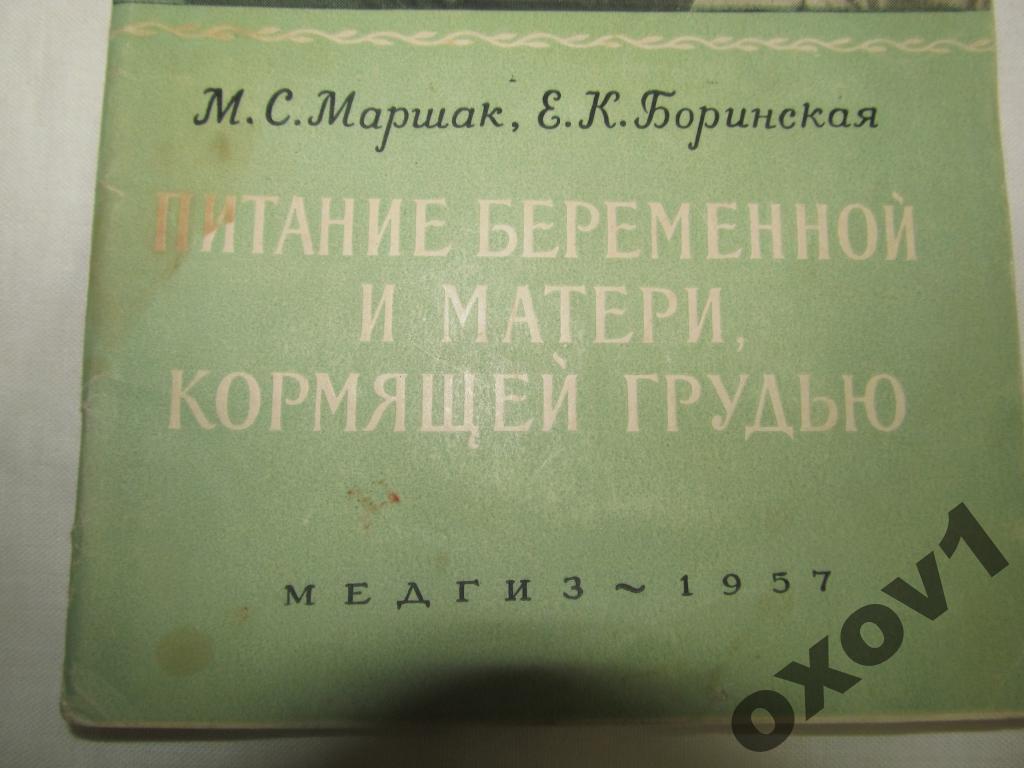 М. С. Маршак, Е. К. Боринская
ПИТАНИЕ БЕРЕМЕННОЙ
И МАТЕРИ,
КОРМЯЩЕЙ ГРУДЬЮ
МЕДГИЗ ~ 1957
oxov1